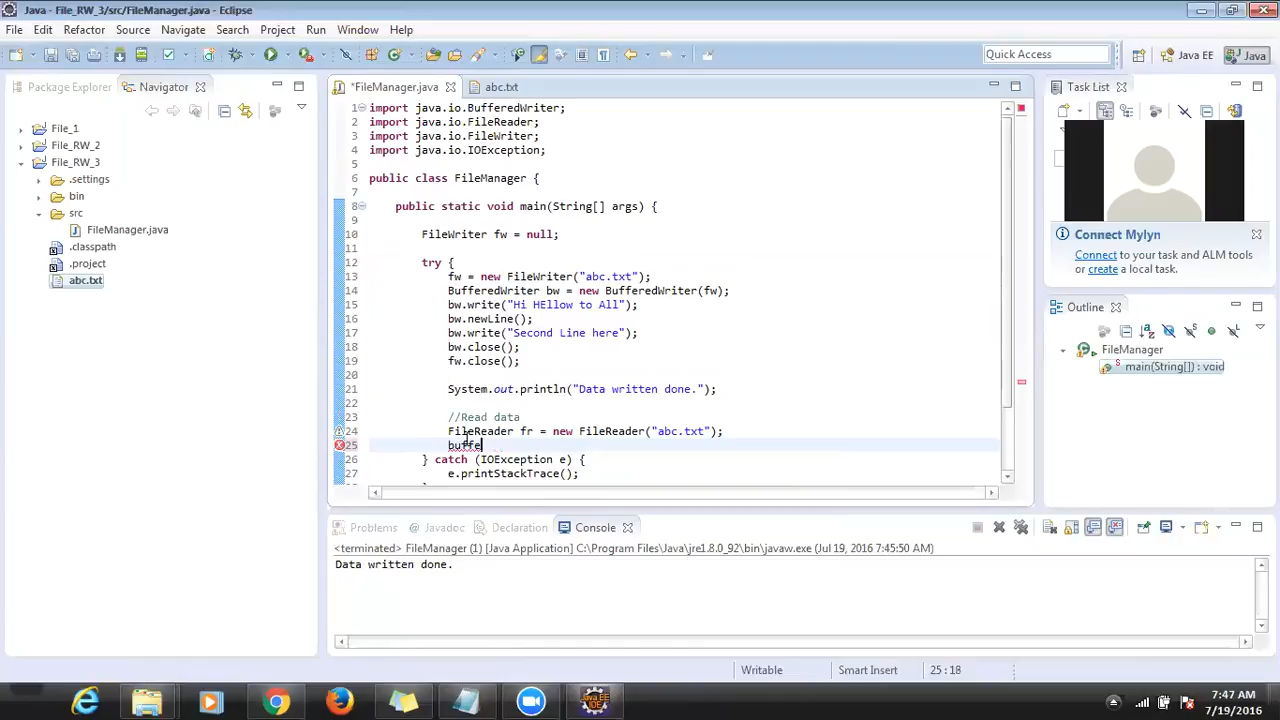 Java - File_RW_3/src/FileManager.java - Eclipse
File Edit Refactor Source Navigate Search Project Run Window Help
Quick Access
Java EE
Java
Package Explorer
Navigator
*FileManager.java
abc.txt
Task List
File_1
File_RW_2
File_RW_3
.settings
bin
src
FileManager.java
.classpath
.project
abc.txt
1 import java.io.BufferedWriter;
2 import java.io.FileReader;
3 import java.io.FileWriter;
4 import java.io.IOException;
5
6 public class FileManager {
7
8 public static void main(String[] args) {
9
10 FileWriter fw = null;
11
12 try {
13 fw = new FileWriter("abc.txt");
14 BufferedWriter bw = new BufferedWriter(fw);
15 bw.write("Hi HEllow to All");
16 bw.newLine();
17 bw.write("Second Line here");
18 bw.close();
19 fw.close();
20
21 System.out.println("Data written done.");
22
23 //Read data
24 FileReader fr = new FileReader("abc.txt");
25 buffe
26 } catch (IOException e) {
27 e.printStackTrace();
Connect Mylyn
Connect to your task and ALM tools
or create a local task.
Outline
FileManager
main(String[]) : void
Problems
Javadoc
Declaration
Console
<terminated> FileManager (1) [Java Application] C:\Program Files\Java\jre1.8.0_92\bin\javaw.exe (Jul 19, 2016 7:45:50 AM)
Data written done.
Writable
Smart Insert
25 : 18
Java EE
IDE
7:47 AM
7/19/2016